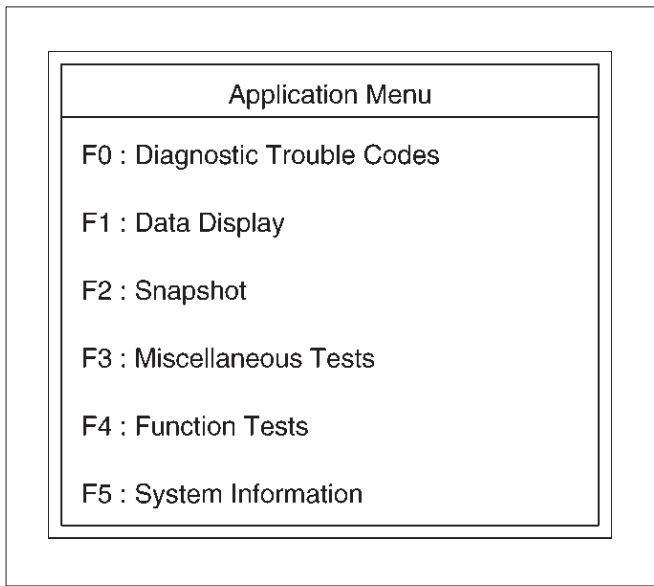 Application Menu
F0 : Diagnostic Trouble Codes
F1 : Data Display
F2 : Snapshot
F3 : Miscellaneous Tests
F4 : Function Tests
F5 : System Information